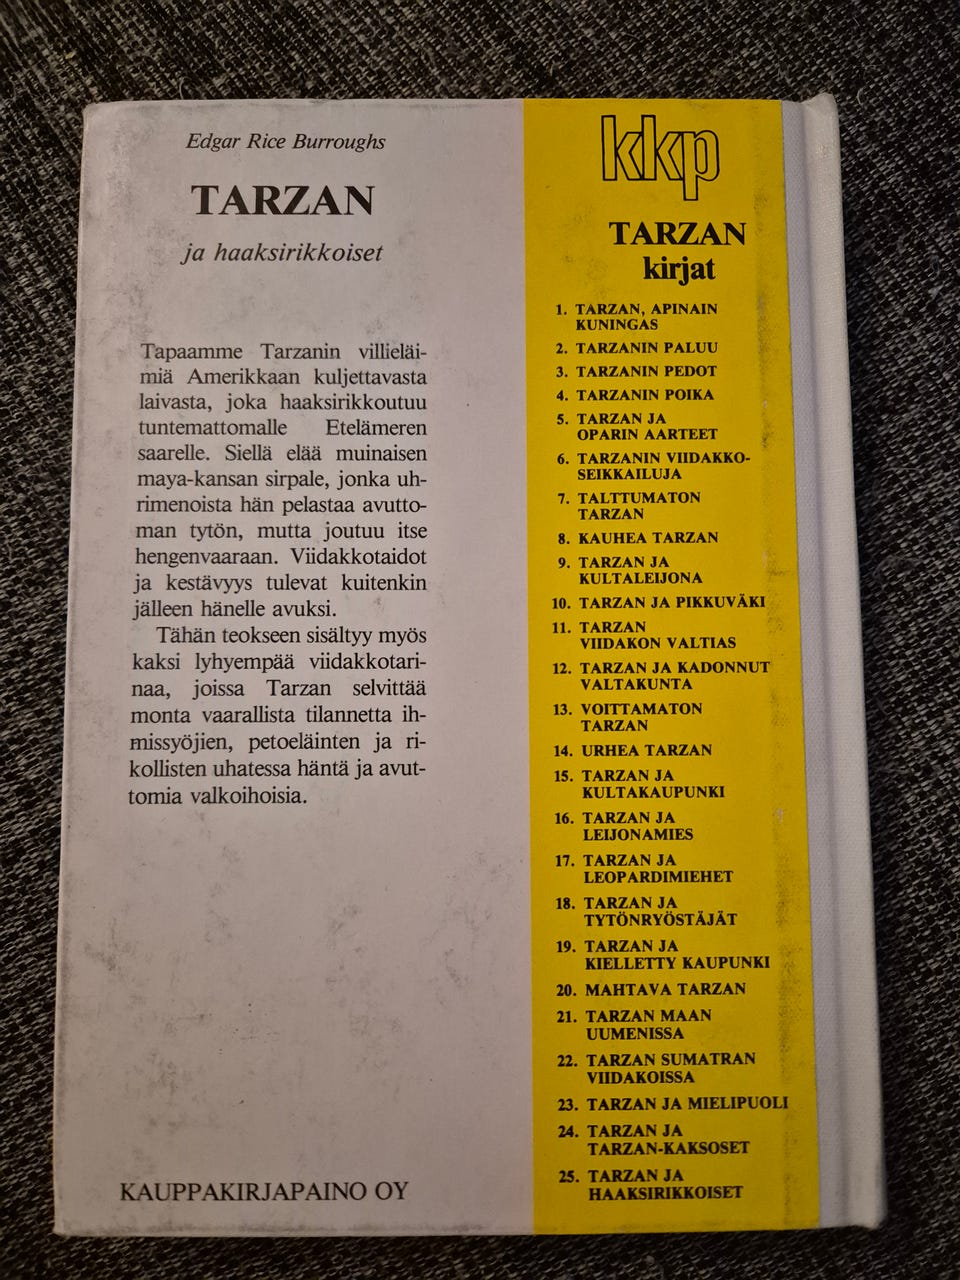 Edgar Rice Burroughs
TARZAN
ja haaksirikkoiset
Tapaamme Tarzanin villieläi-
miä Amerikkaan kuljettavasta
laivasta, joka haaksirikkoutuu
tuntemattomalle Etelämeren
saarelle. Siellä elää muinaisen
maya-kansan sirpale, jonka uh-
rimenoista hän pelastaa avutto-
man tytön, mutta joutuu itse
hengenvaaraan. Viidakkotaidot
ja kestävyys tulevat kuitenkin
jälleen hänelle avuksi.
Tähän teokseen sisältyy myös
kaksi lyhyempää viidakkotari-
naa, joissa Tarzan selvittää
monta vaarallista tilannetta ih-
missyöjien, petoeläinten ja ri-
kollisten uhatessa häntä ja avut-
tomia valkoihoisia.
KAUPPAKIRJAPAINO OY
kkp
TARZAN
kirjat
1. TARZAN, APINAIN
KUNINGAS
2. TARZANIN PALUU
3. TARZANIN PEDOT
4. TARZANIN POIKA
5. TARZAN JA
OPARIN AARTEET
6. TARZANIN VIIDAKKO-
SEIKKAILUJA
7. TALTTUMATON
TARZAN
8. KAUHEA TARZAN
9. TARZAN JA
KULTALEIJONA
10. TARZAN JA PIKKUVÄKI
11. TARZAN
VIIDAKON VALTIAS
12. TARZAN JA KADONNUT
VALTAKUNTA
13. VOITTAMATON
TARZAN
14. URHEA TARZAN
15. TARZAN JA
KULTAKAUPUNKI
16. TARZAN JA
LEIJONAMIES
17. TARZAN JA
LEOPARDIMIEHET
18. TARZAN JA
TYTÖNRYÖSTÄJÄT
19. TARZAN JA
KIELLETTY KAUPUNKI
20. MAHTAVA TARZAN
21. TARZAN MAAN
UUMENISSA
22. TARZAN SUMATRAN
VIIDAKOISSA
23. TARZAN JA MIELIPUOLI
24. TARZAN JA
TARZAN-KAKSOSET
25. TARZAN JA
HAAKSIRIKKOISET